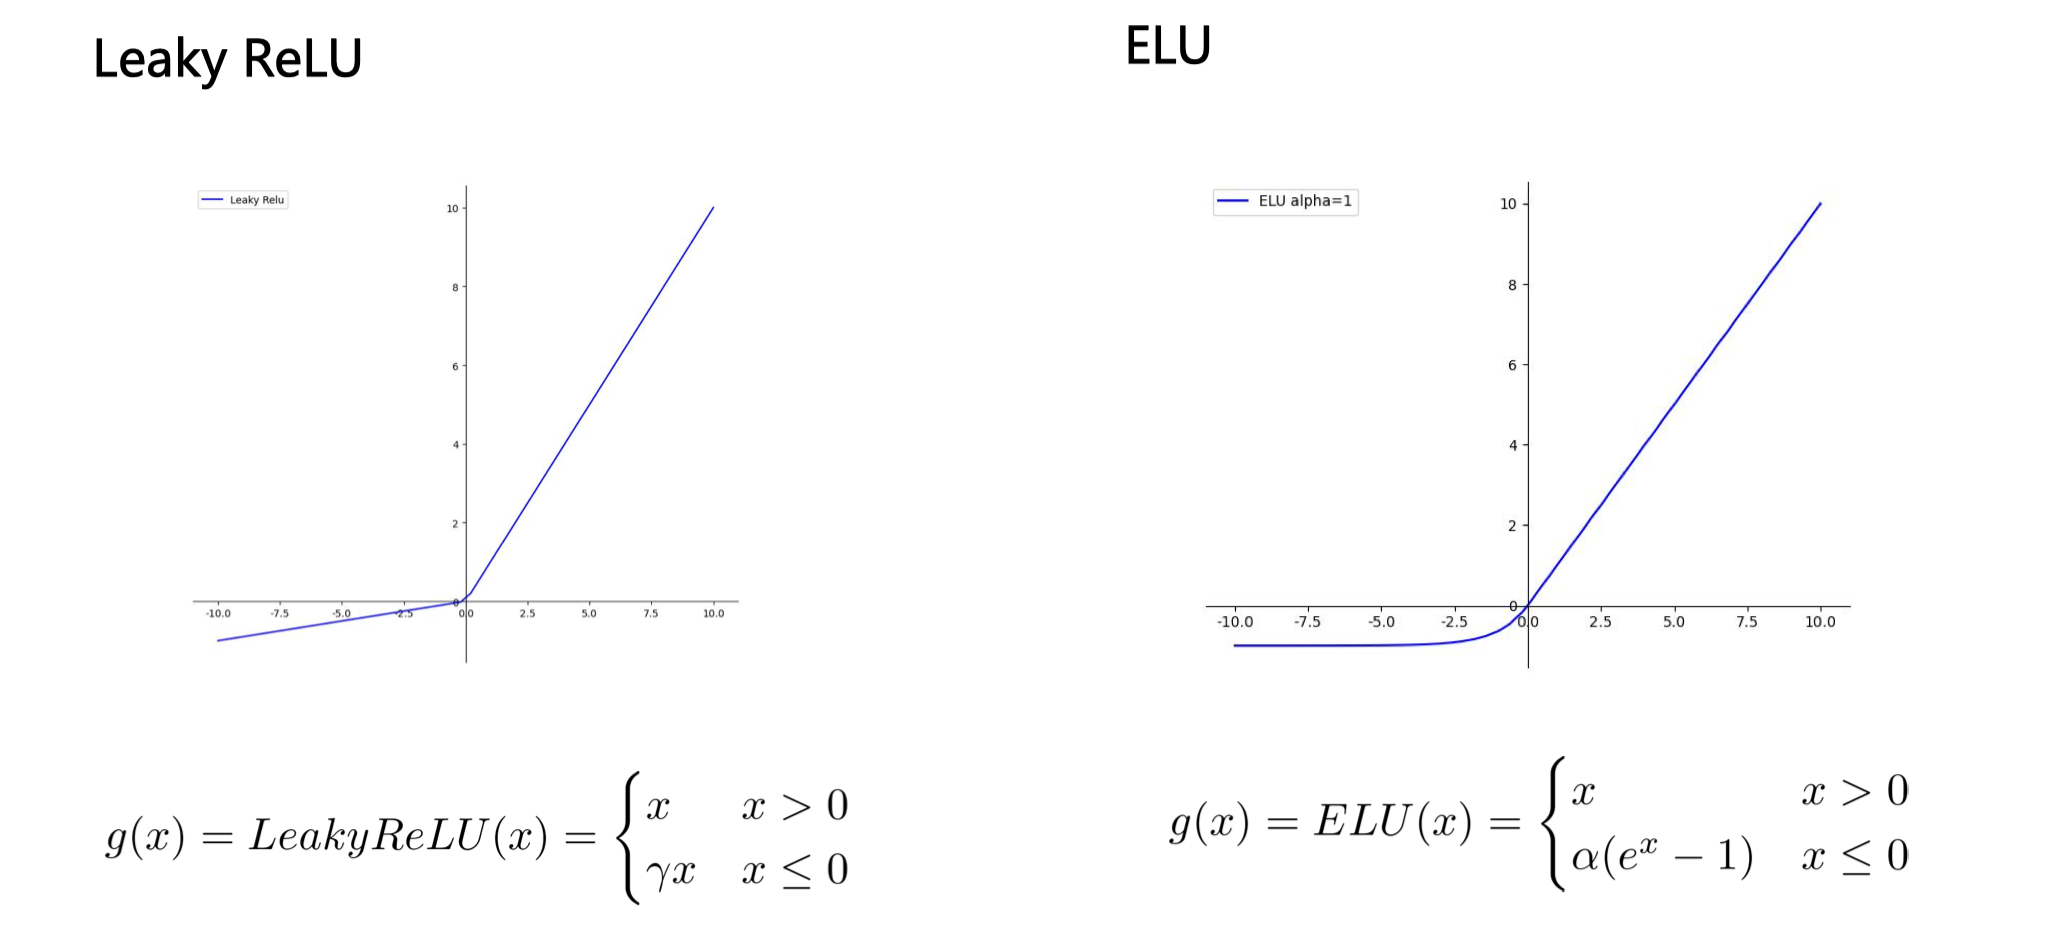 Leaky ReLU
Leaky Relu
10
8
6
4
2
0
-10.0 -7.5 -5.0 -2.5 0.0 2.5 5.0 7.5 10.0
g(x) = LeakyReLU(x) = { x x > 0
γx x ≤ 0
ELU
ELU alpha=1
10
8
6
4
2
0
-10.0 -7.5 -5.0 -2.5 0.0 2.5 5.0 7.5 10.0
g(x) = ELU(x) = { x x > 0
α(eˣ − 1) x ≤ 0